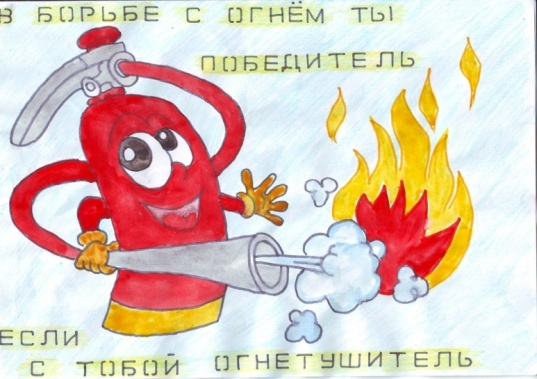 В БОРЬБЕ С ОГНЁМ ТЫ
ПОБЕДИТЕЛЬ
ЕСЛИ
С ТОБОЙ ОГНЕТУШИТЕЛЬ